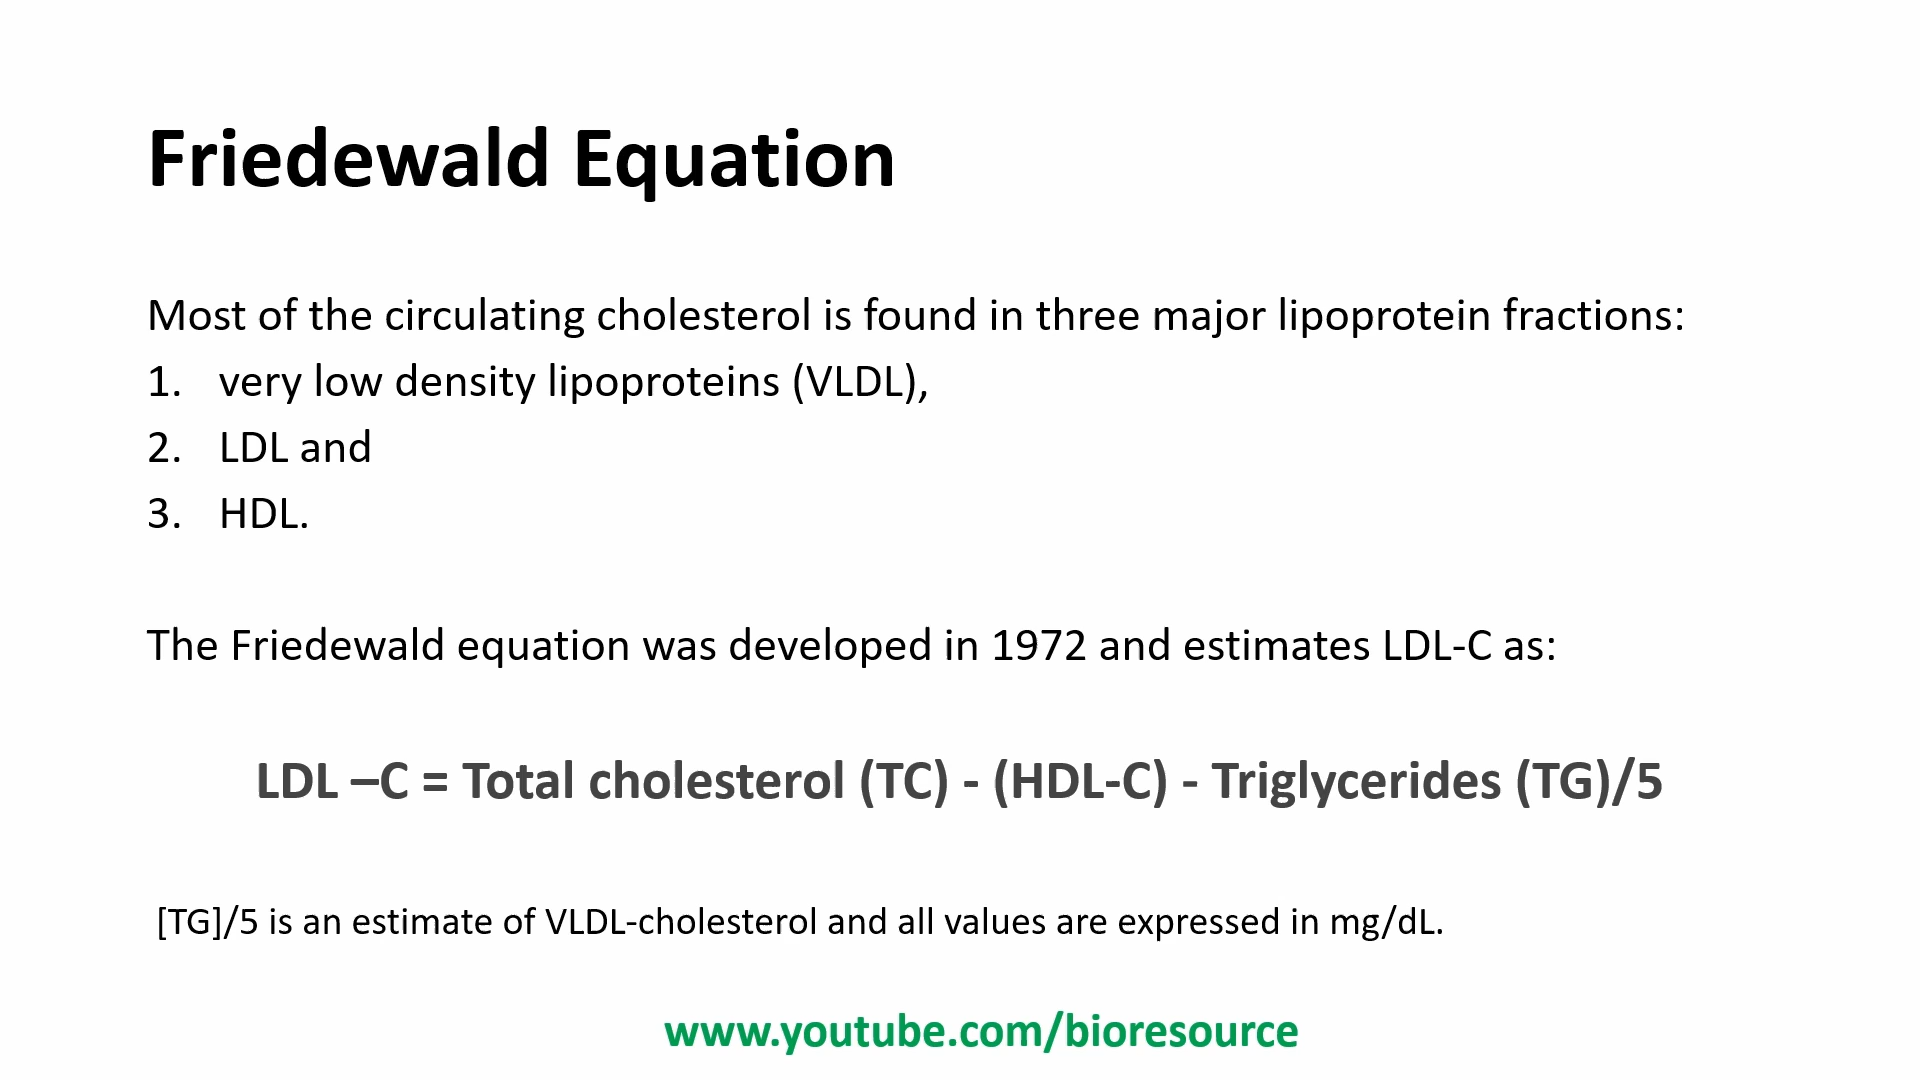 Friedewald Equation
Most of the circulating cholesterol is found in three major lipoprotein fractions:
1. very low density lipoproteins (VLDL),
2. LDL and
3. HDL.
The Friedewald equation was developed in 1972 and estimates LDL-C as:
LDL –C = Total cholesterol (TC) - (HDL-C) - Triglycerides (TG)/5
[TG]/5 is an estimate of VLDL-cholesterol and all values are expressed in mg/dL.
www.youtube.com/bioresource